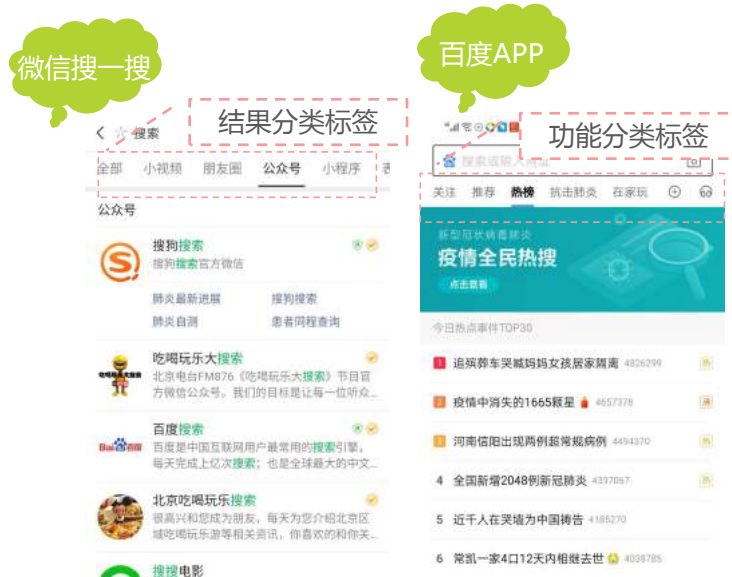 微信搜一搜
结果分类标签
搜索
全部 小视频 朋友圈 公众号 小程序
公众号
搜狗搜索
搜狗搜索官方微信
肺炎最新进展 搜狗搜索
肺炎自测 患者同程查询
吃喝玩乐大搜索
北京电台FM876《吃喝玩乐大搜索》节目官
方微信公众号。我们的目标是让每一位听众...
百度搜索
Bai百度
百度是中国互联网用户最常用的搜索引擎,
每天完成上亿次搜索; 也是全球最大的中文...
北京吃喝玩乐搜索
很高兴和您成为朋友。每天为您介绍北京区
域吃喝玩乐游等相关资讯, 你喜欢的和你关...
搜搜电影
百度APP
功能分类标签
搜索或输入网址
关注 推荐 热榜 抗击肺炎 在家玩
新型冠状病毒肺炎
疫情全民热搜
点击查看
今日热点事件TOP30
1 追殡葬车哭喊妈妈女孩居家隔离 4826299 热
2 疫情中消失的1665颗星 4657378
3 河南信阳出现两例超常规病例 4494370 热
4 全国新增2048例新冠肺炎 4397067 热
5 近千人在哭墙为中国祷告 4185270
6 常凯一家4口12天内相继去世 4038785